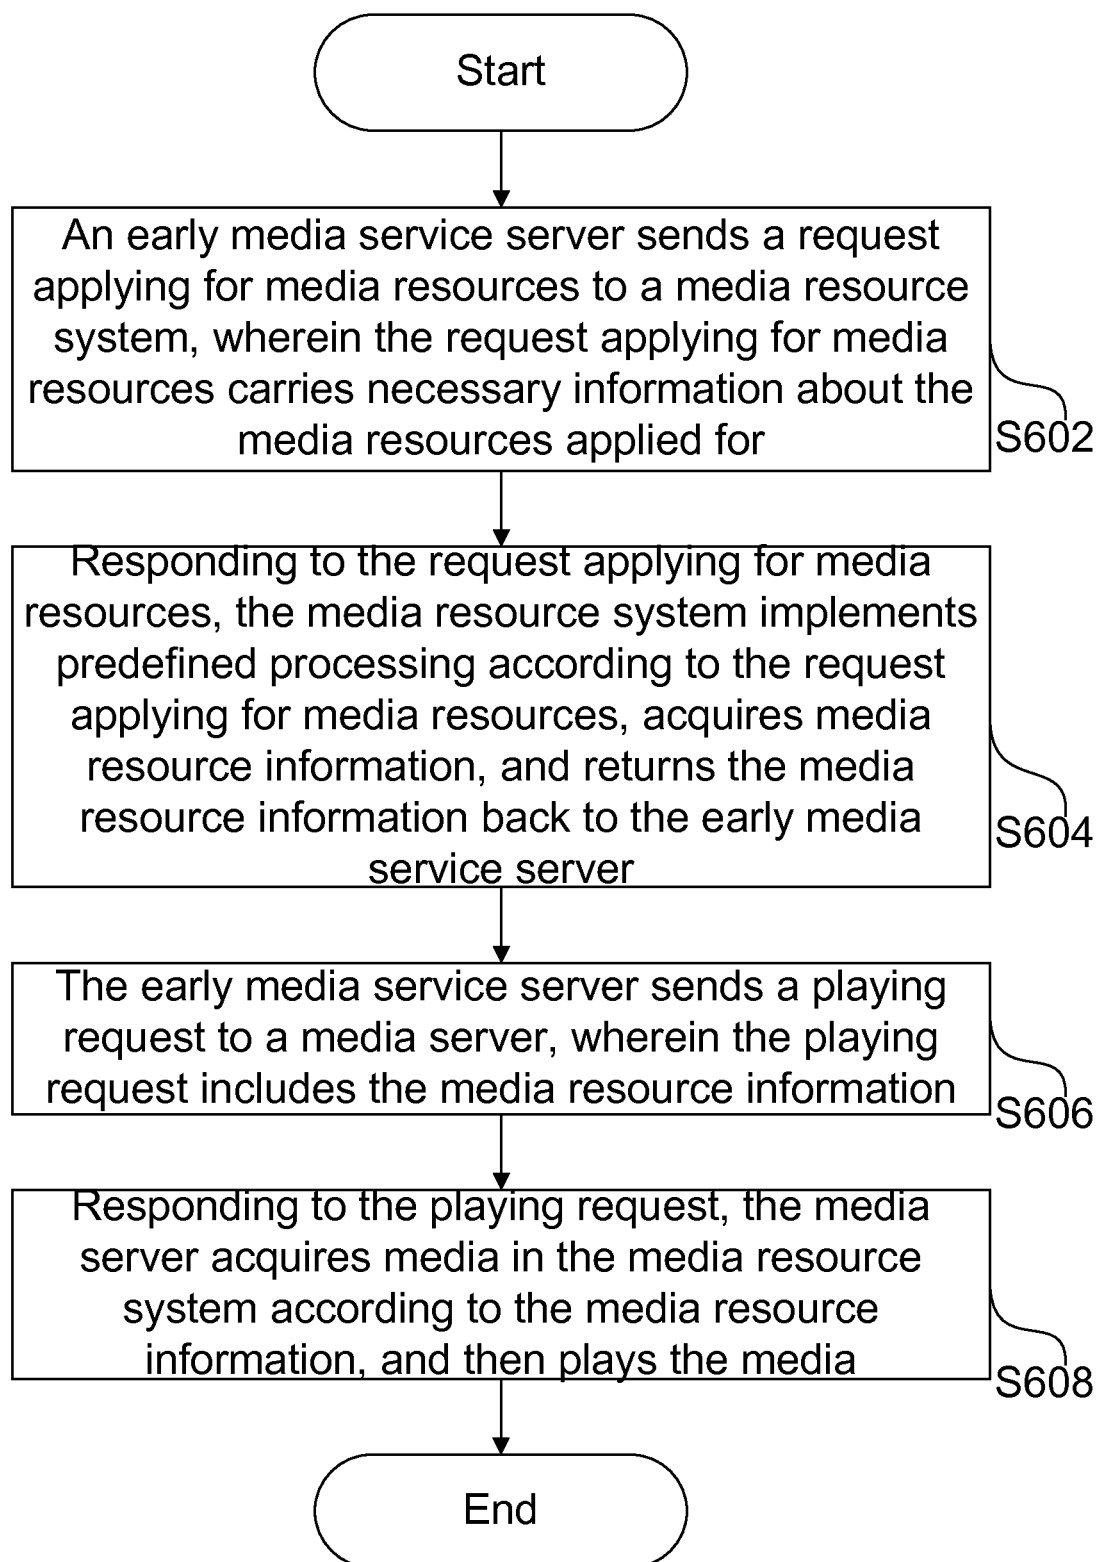 Start
An early media service server sends a request
applying for media resources to a media resource
system, wherein the request applying for media
resources carries necessary information about the
media resources applied for
S602
Responding to the request applying for media
resources, the media resource system implements
predefined processing according to the request
applying for media resources, acquires media
resource information, and returns the media
resource information back to the early media
service server
S604
The early media service server sends a playing
request to a media server, wherein the playing
request includes the media resource information
S606
Responding to the playing request, the media
server acquires media in the media resource
system according to the media resource
information, and then plays the media
S608
End